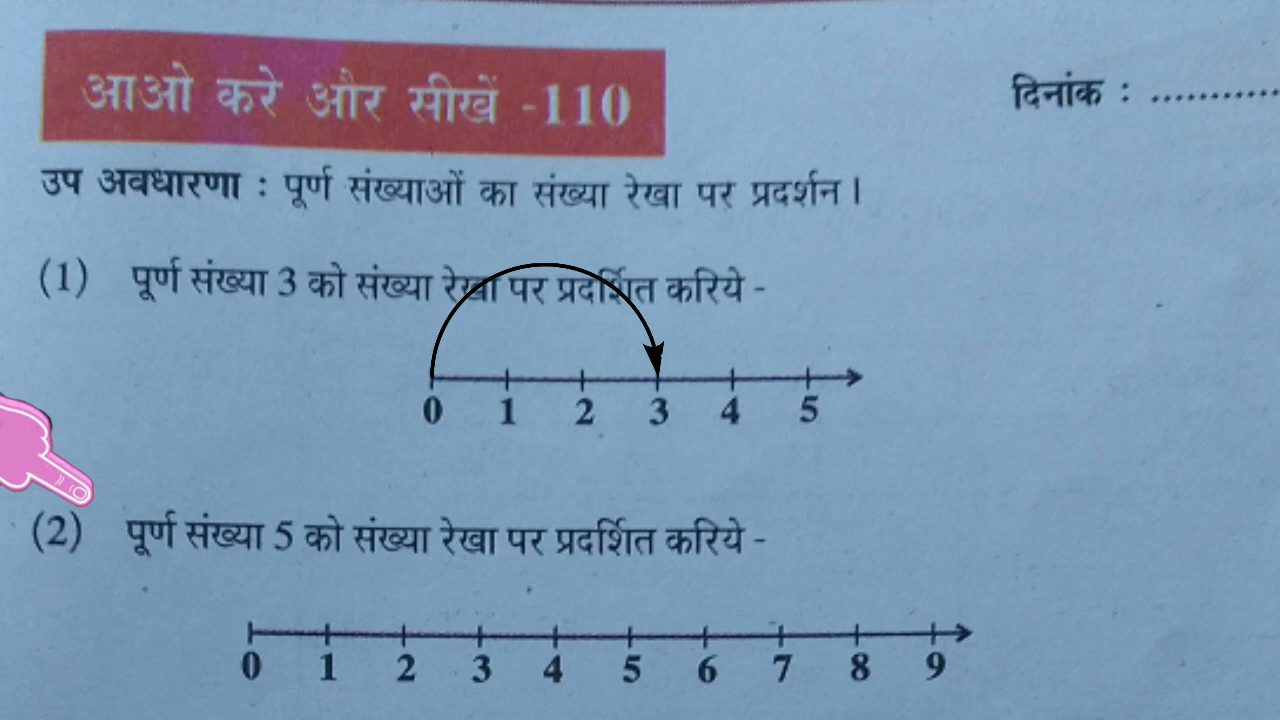 आओ करे और सीखें -110
दिनांक : ...........
उप अवधारणा : पूर्ण संख्याओं का संख्या रेखा पर प्रदर्शन।
(1) पूर्ण संख्या 3 को संख्या रेखा पर प्रदर्शित करिये -
0 1 2 3 4 5
(2) पूर्ण संख्या 5 को संख्या रेखा पर प्रदर्शित करिये -
0 1 2 3 4 5 6 7 8 9